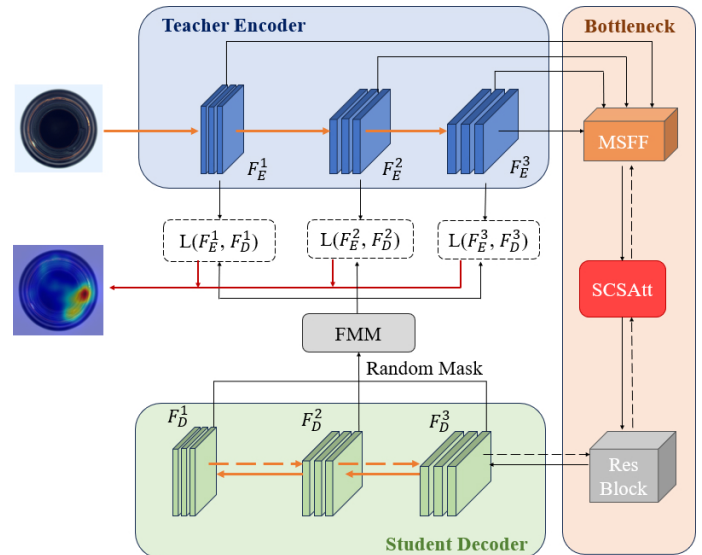 Teacher Encoder
Bottleneck
MSFF
F_E^1
F_E^2
F_E^3
L(F_E^1, F_D^1)
L(F_E^2, F_D^2)
L(F_E^3, F_D^3)
SCSAtt
FMM
Random Mask
F_D^1
F_D^2
F_D^3
Res
Block
Student Decoder